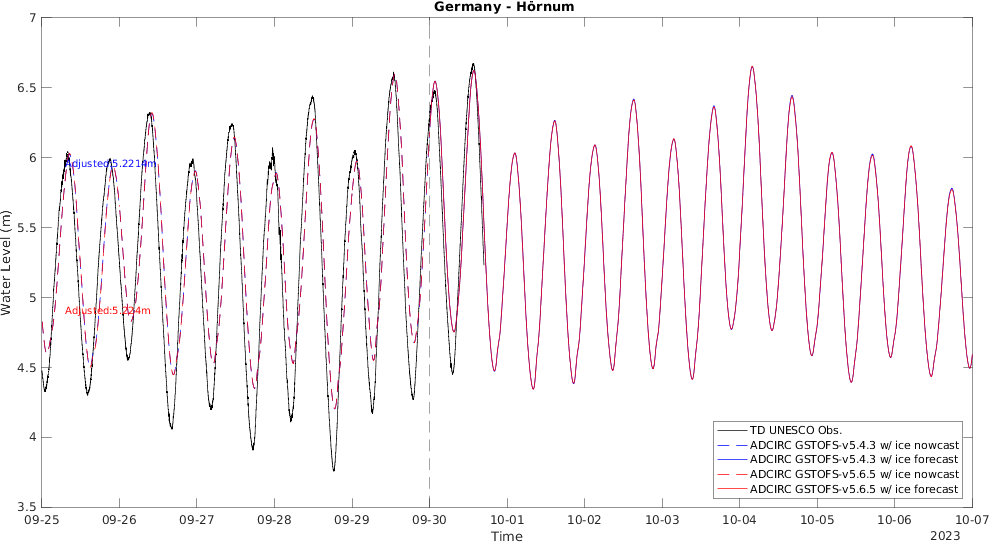 Germany - Hörnum
7
6.5
6
5.5
5
4.5
4
3.5
Water Level (m)
Adjusted:5.2214m
Adjusted:5.224m
TD UNESCO Obs.
ADCIRC GSTOFS-v5.4.3 w/ ice nowcast
ADCIRC GSTOFS-v5.4.3 w/ ice forecast
ADCIRC GSTOFS-v5.6.5 w/ ice nowcast
ADCIRC GSTOFS-v5.6.5 w/ ice forecast
09-25
09-26
09-27
09-28
09-29
09-30
10-01
10-02
10-03
10-04
10-05
10-06
10-07
Time
2023